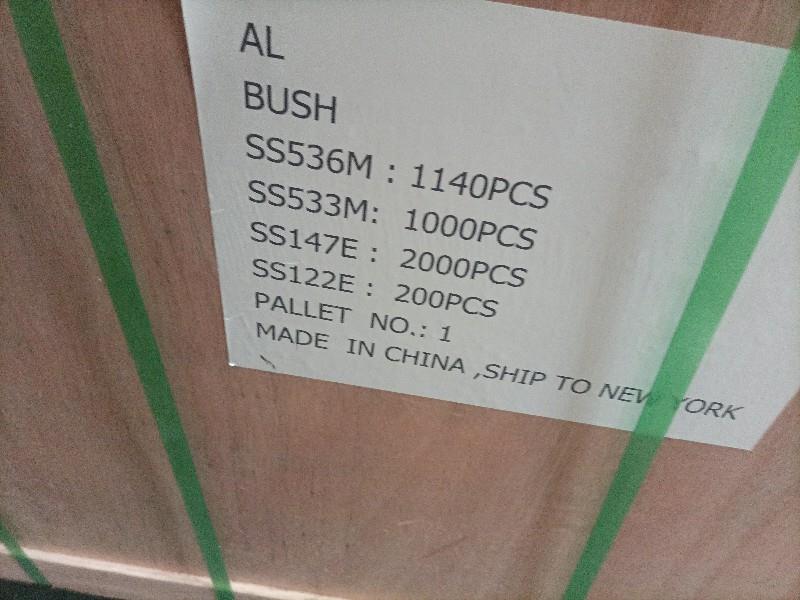 AL
BUSH
SS536M : 1140PCS
SS533M: 1000PCS
SS147E : 2000PCS
SS122E : 200PCS
PALLET NO.: 1
MADE IN CHINA ,SHIP TO NEW YORK